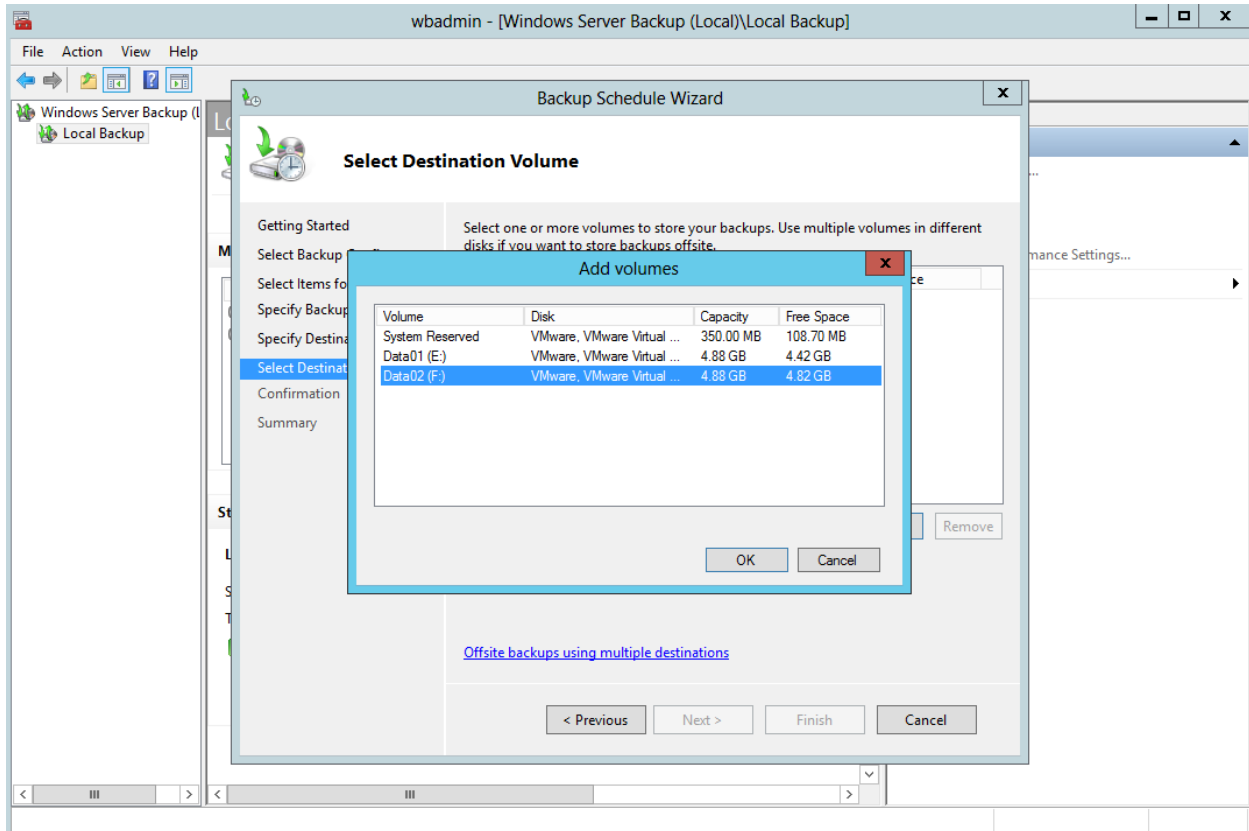 wbadmin - [Windows Server Backup (Local)\Local Backup]
File Action View Help
Windows Server Backup (L
Local Backup
Backup Schedule Wizard
Select Destination Volume
Getting Started
Select Backup
Select Items fo
Specify Backup
Specify Destina
Select Destinat
Confirmation
Summary
Select one or more volumes to store your backups. Use multiple volumes in different
disks if you want to store backups offsite.
Add volumes
Volume Disk Capacity Free Space
System Reserved VMware, VMware Virtual ... 350.00 MB 108.70 MB
Data01 (E:) VMware, VMware Virtual ... 4.88 GB 4.42 GB
Data02 (F:) VMware, VMware Virtual ... 4.88 GB 4.82 GB
OK Cancel
Remove
Offsite backups using multiple destinations
< Previous Next > Finish Cancel
M
St
L
S
T
...
mance Settings...